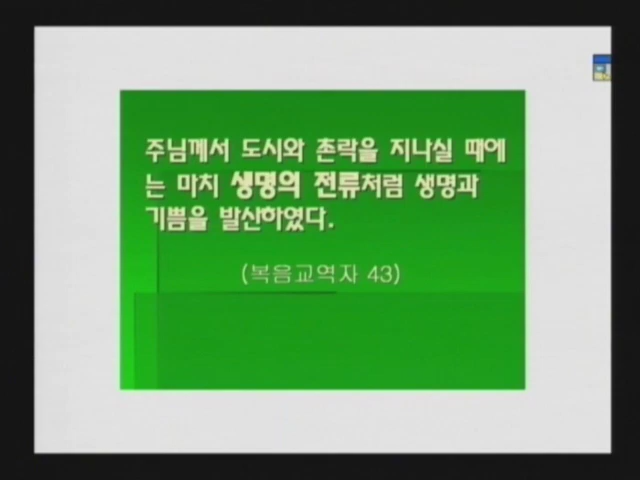 주님께서 도시와 촌락을 지나실 때에
는 마치 생명의 전류처럼 생명과
기쁨을 발산하였다.
(복음교역자 43)